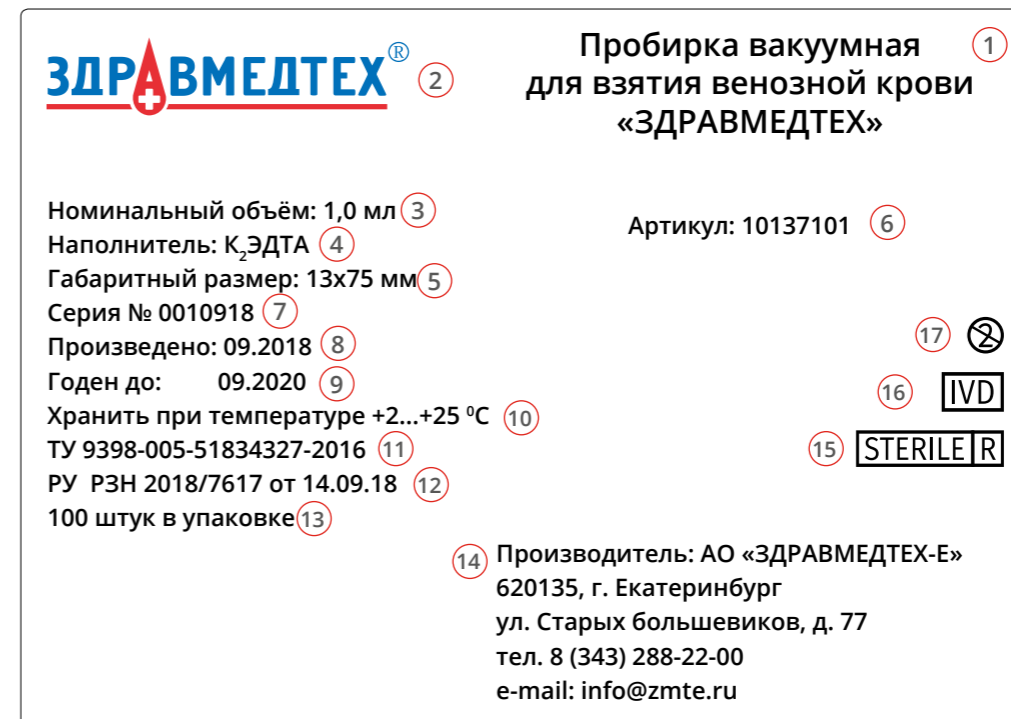 ЗДРАВМЕДТЕХ® 2
Пробирка вакуумная 1
для взятия венозной крови
«ЗДРАВМЕДТЕХ»
Номинальный объём: 1,0 мл 3
Наполнитель: К₂ЭДТА 4
Габаритный размер: 13х75 мм 5
Артикул: 10137101 6
Серия № 0010918 7
Произведено: 09.2018 8
Годен до: 09.2020 9
Хранить при температуре +2...+25 ⁰С 10
ТУ 9398-005-51834327-2016 11
РУ РЗН 2018/7617 от 14.09.18 12
100 штук в упаковке 13
17 2
16 IVD
15 STERILE R
14 Производитель: АО «ЗДРАВМЕДТЕХ-Е»
620135, г. Екатеринбург
ул. Старых большевиков, д. 77
тел. 8 (343) 288-22-00
e-mail: info@zmte.ru